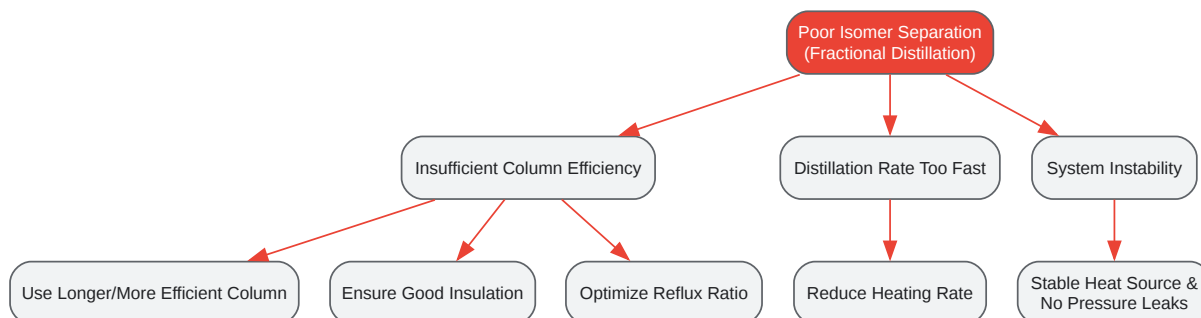 Poor Isomer Separation
(Fractional Distillation)
Insufficient Column Efficiency
Distillation Rate Too Fast
System Instability
Use Longer/More Efficient Column
Ensure Good Insulation
Optimize Reflux Ratio
Reduce Heating Rate
Stable Heat Source &
No Pressure Leaks